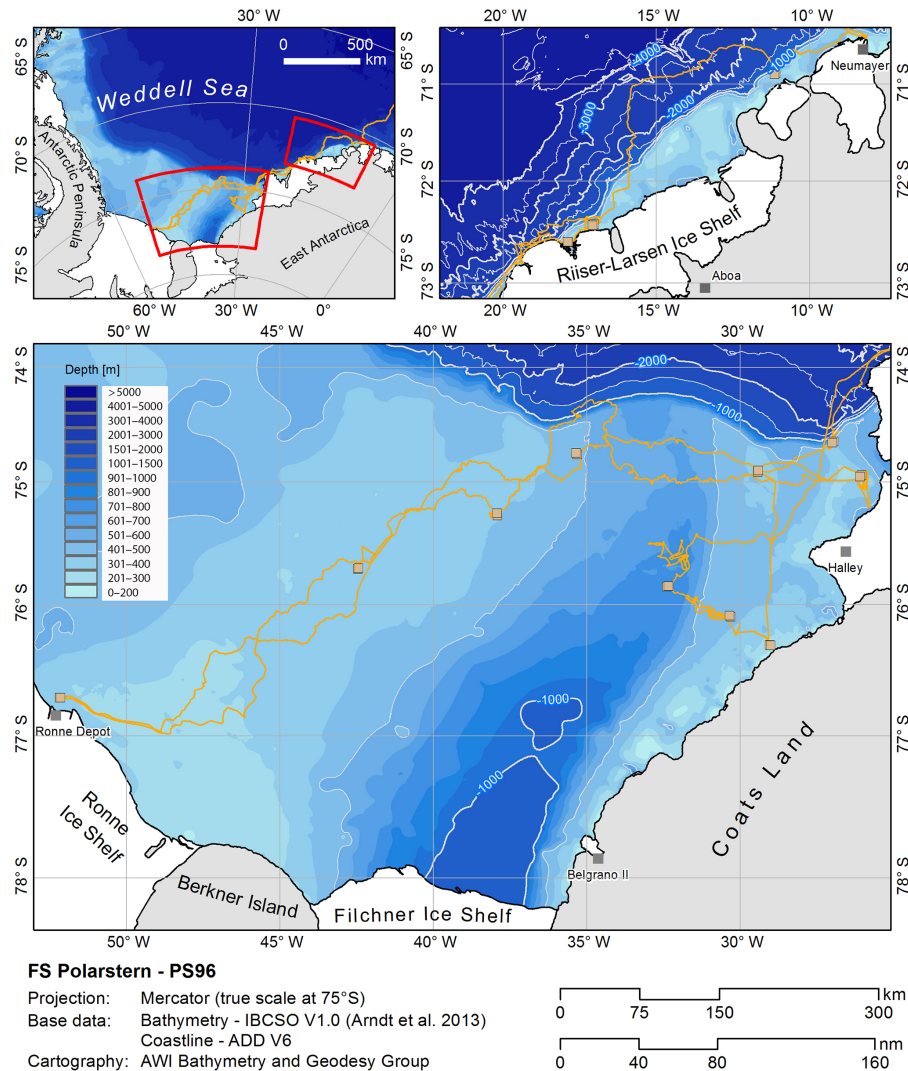 30° W
0 500
km
65° S
65° S
Weddell Sea
70° S
70° S
Antarctic Peninsula
East Antarctica
75° S
75° S
60° W 30° W 0°
20° W 15° W 10° W
-4000
-1000
Neumayer
71° S
71° S
-3000
-2000
72° S
72° S
Riiser-Larsen Ice Shelf
Aboa
73° S
73° S
20° W 15° W 10° W
50° W 45° W 40° W 35° W 30° W
74° S
74° S
-2000
-1000
Depth [m]
>5000
4001–5000
3001–4000
2001–3000
1501–2000
1001–1500
901–1000
801–900
701–800
601–700
501–600
401–500
301–400
201–300
0–200
75° S
75° S
Halley
76° S
76° S
-1000
Ronne Depot
77° S
77° S
-1000
Coats Land
Ronne
Ice Shelf
78° S
78° S
Belgrano II
Berkner Island
Filchner Ice Shelf
50° W 45° W 40° W 35° W 30° W
FS Polarstern - PS96
Projection: Mercator (true scale at 75°S)
Base data: Bathymetry - IBCSO V1.0 (Arndt et al. 2013)
Coastline - ADD V6
Cartography: AWI Bathymetry and Geodesy Group
km
0 75 150 300
nm
0 40 80 160